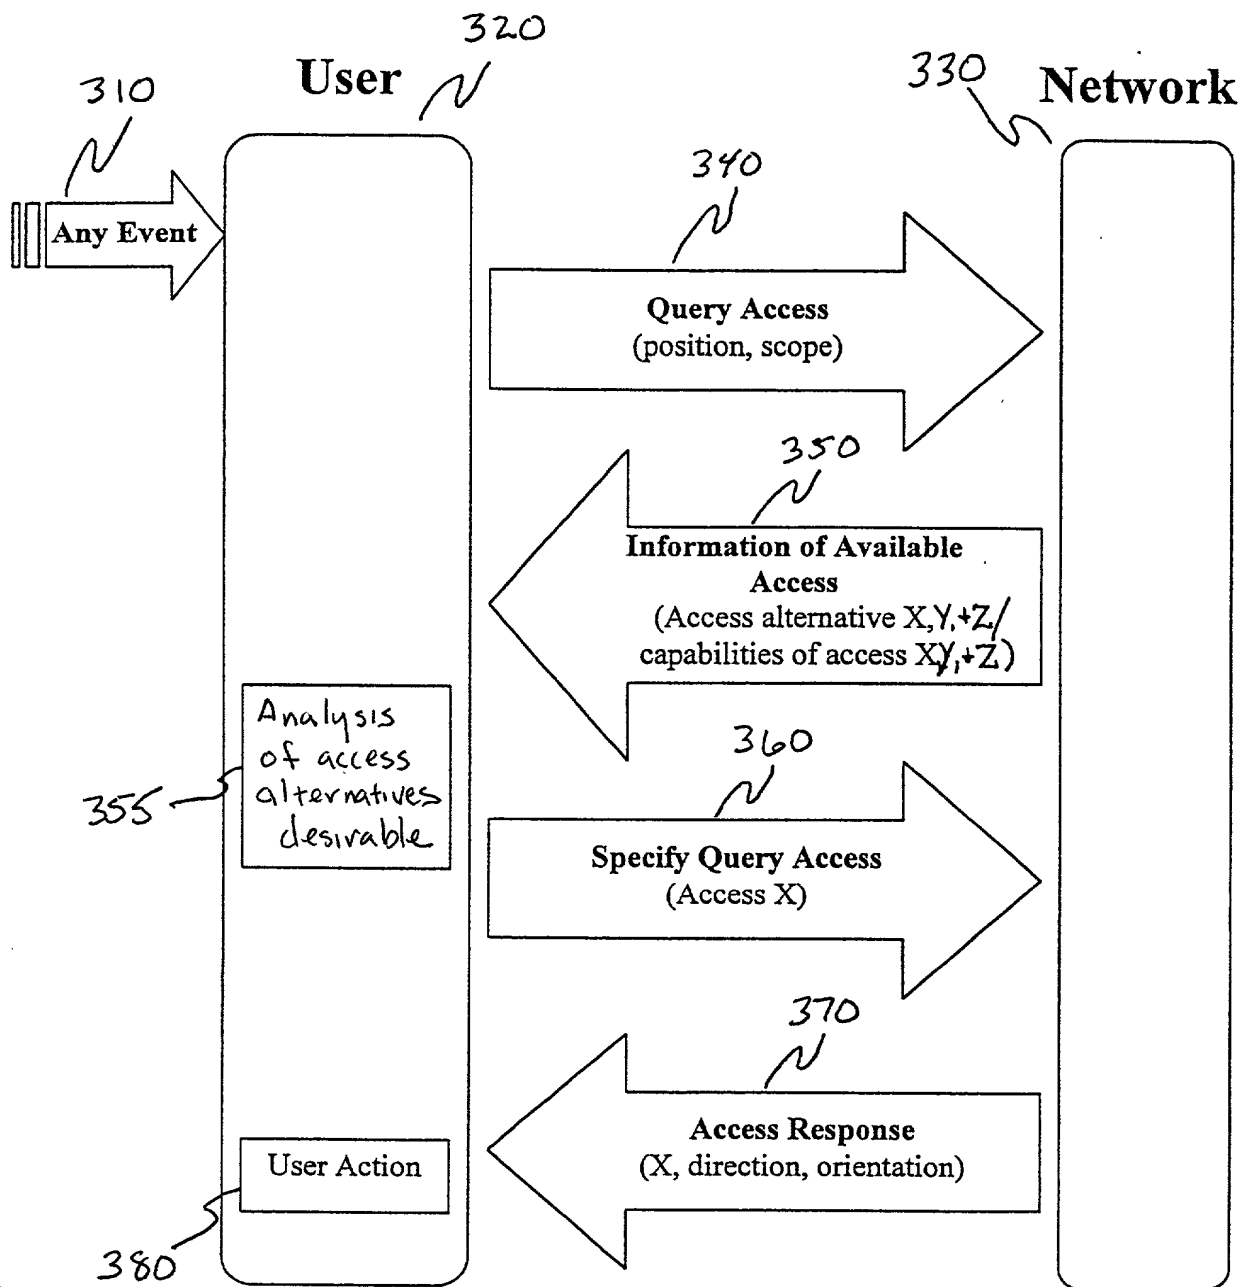 320
User
330
Network
310
340
Any Event
Query Access
(position, scope)
350
Information of Available
Access
(Access alternative X,Y,+Z/
capabilities of access X,Y,+Z)
Analysis
of access
alternatives
desirable
355
360
Specify Query Access
(Access X)
370
Access Response
(X, direction, orientation)
User Action
380